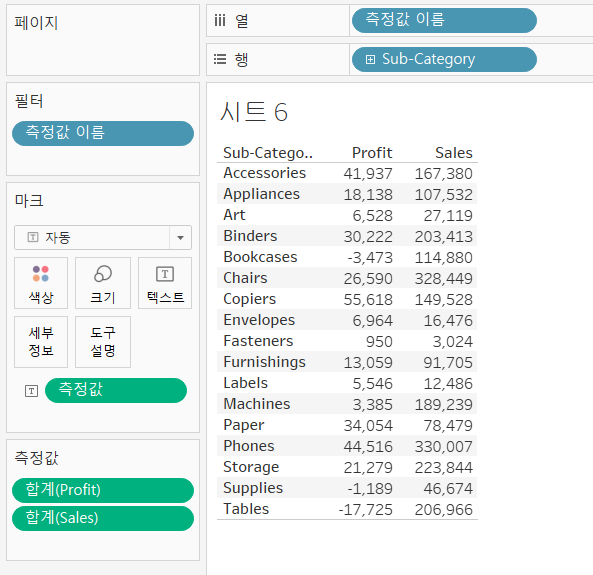 페이지
필터
측정값 이름
마크
자동
색상
크기
텍스트
세부
정보
도구
설명
측정값
측정값
합계(Profit)
합계(Sales)
열
측정값 이름
행
Sub-Category
시트 6
Sub-Catego.. Profit Sales
Accessories 41,937 167,380
Appliances 18,138 107,532
Art 6,528 27,119
Binders 30,222 203,413
Bookcases -3,473 114,880
Chairs 26,590 328,449
Copiers 55,618 149,528
Envelopes 6,964 16,476
Fasteners 950 3,024
Furnishings 13,059 91,705
Labels 5,546 12,486
Machines 3,385 189,239
Paper 34,054 78,479
Phones 44,516 330,007
Storage 21,279 223,844
Supplies -1,189 46,674
Tables -17,725 206,966